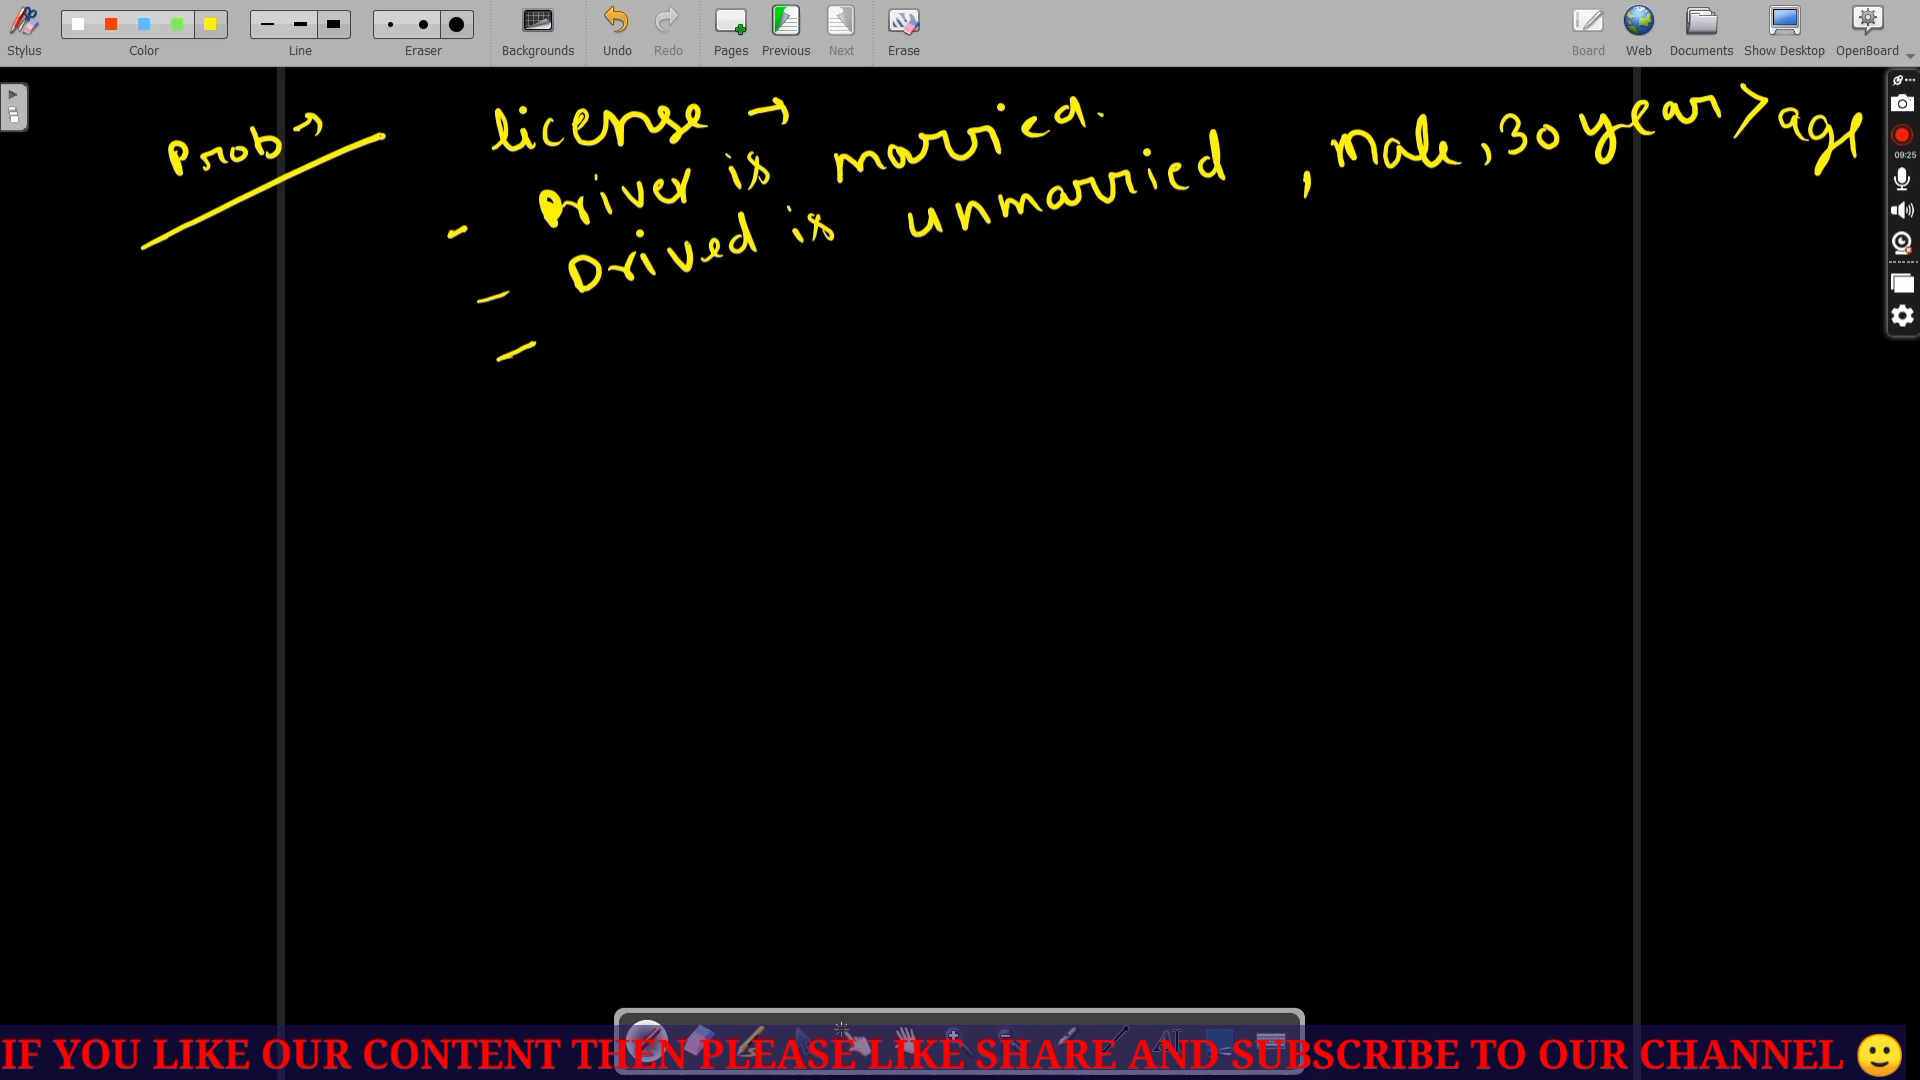 Stylus
Color
Line
Eraser
Backgrounds
Undo
Redo
Pages
Previous
Next
Erase
Board
Web
Documents
Show Desktop
OpenBoard
09:25
Prob →
license →
- Driver is married.
- Drived is unmarried , Male, 30 year > age
-
IF YOU LIKE OUR CONTENT THEN PLEASE LIKE SHARE AND SUBSCRIBE TO OUR CHANNEL 🙂